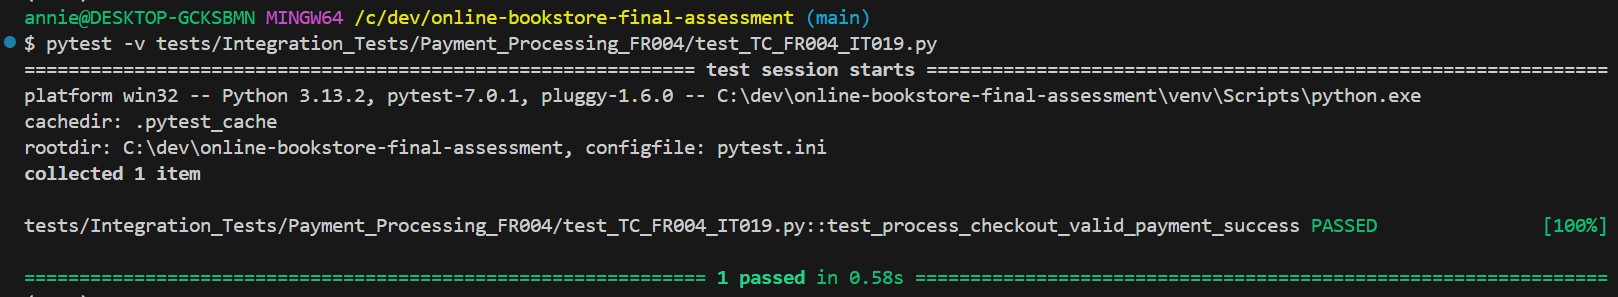 annie@DESKTOP-GCKSBMN MINGW64 /c/dev/online-bookstore-final-assessment (main)
$ pytest -v tests/Integration_Tests/Payment_Processing_FR004/test_TC_FR004_IT019.py
============================================================= test session starts ==============================================================
platform win32 -- Python 3.13.2, pytest-7.0.1, pluggy-1.6.0 -- C:\dev\online-bookstore-final-assessment\venv\Scripts\python.exe
cachedir: .pytest_cache
rootdir: C:\dev\online-bookstore-final-assessment, configfile: pytest.ini
collected 1 item
tests/Integration_Tests/Payment_Processing_FR004/test_TC_FR004_IT019.py::test_process_checkout_valid_payment_success PASSED [100%]
============================================================== 1 passed in 0.58s ===============================================================